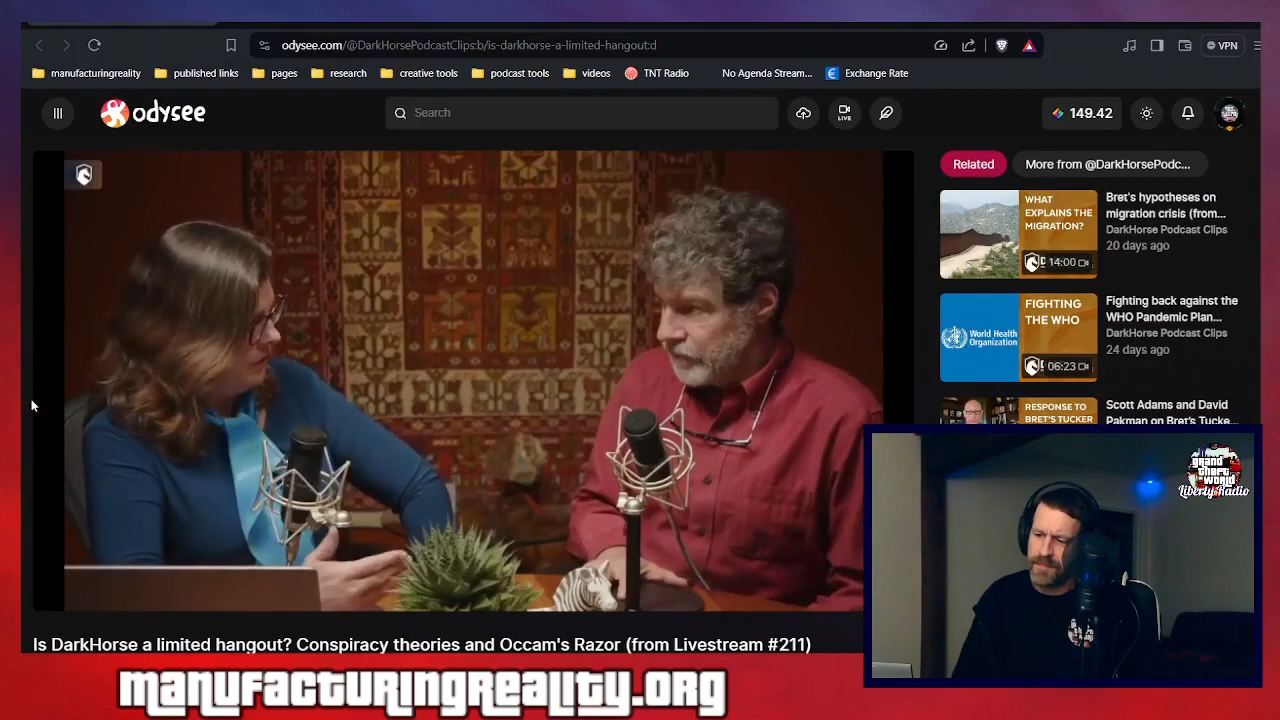 odysee.com/@DarkHorsePodcastClips:b/is-darkhorse-a-limited-hangout:d
VPN
manufacturingreality
published links
pages
research
creative tools
podcast tools
videos
TNT Radio
No Agenda Stream...
Exchange Rate
odysee
Search
LIVE
149.42
Related
More from @DarkHorsePodc...
WHAT
EXPLAINS THE
MIGRATION?
14:00
Bret's hypotheses on
migration crisis (from...
DarkHorse Podcast Clips
20 days ago
FIGHTING
THE WHO
World Health
Organization
06:23
Fighting back against the
WHO Pandemic Plan...
DarkHorse Podcast Clips
24 days ago
RESPONSE TO
BRET'S TUCKER
Scott Adams and David
Pakman on Bret's Tucke...
grand
theft
world
Liberty Radio
Is DarkHorse a limited hangout? Conspiracy theories and Occam's Razor (from Livestream #211)
manufacturingreality.org